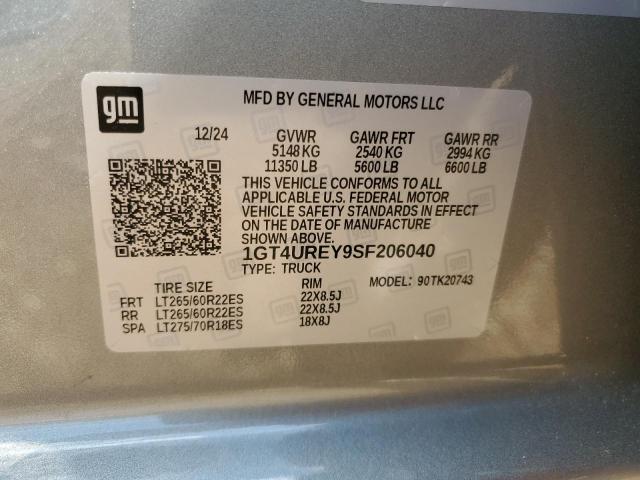 gm
MFD BY GENERAL MOTORS LLC
12/24 GVWR GAWR FRT GAWR RR
5148 KG 2540 KG 2994 KG
11350 LB 5600 LB 6600 LB
THIS VEHICLE CONFORMS TO ALL
APPLICABLE U.S. FEDERAL MOTOR
VEHICLE SAFETY STANDARDS IN EFFECT
ON THE DATE OF MANUFACTURE
SHOWN ABOVE.
1GT4UREY9SF206040
TYPE: TRUCK MODEL: 90TK20743
TIRE SIZE RIM
FRT LT265/60R22ES 22X8.5J
RR LT265/60R22ES 22X8.5J
SPA LT275/70R18ES 18X8J